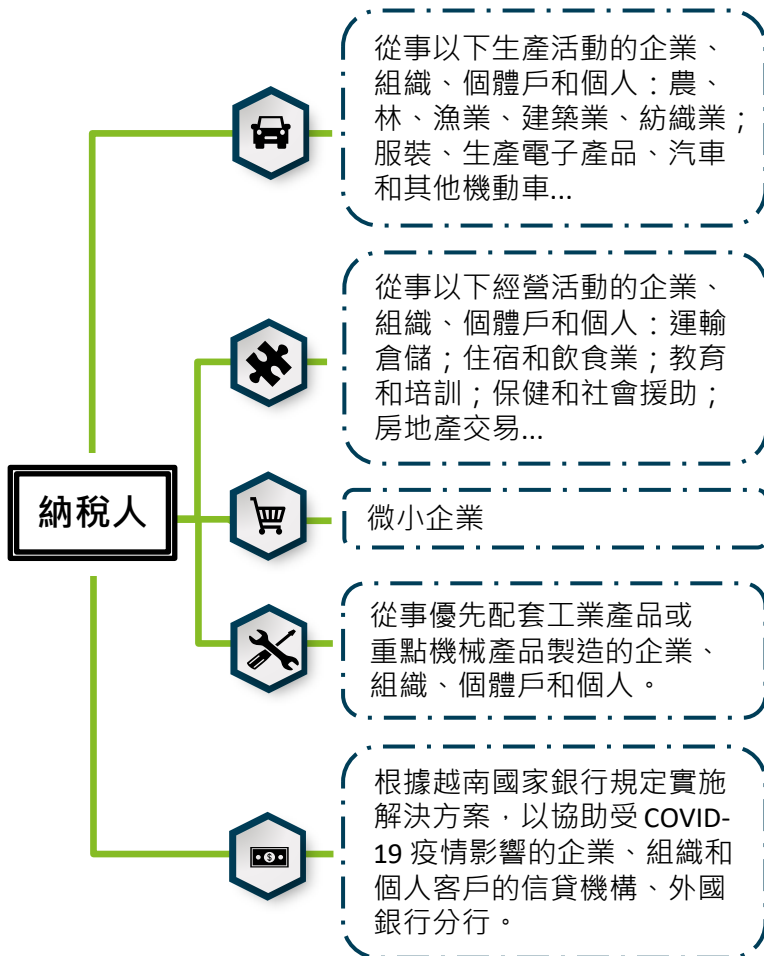 從事以下生產活動的企業、
組織、個體戶和個人：農、
林、漁業、建築業、紡織業；
服裝、生產電子產品、汽車
和其他機動車...
從事以下經營活動的企業、
組織、個體戶和個人：運輸
倉儲；住宿和飲食業；教育
和培訓；保健和社會援助；
房地產交易...
納稅人
微小企業
從事優先配套工業產品或
重點機械產品製造的企業、
組織、個體戶和個人。
根據越南國家銀行規定實施
解決方案，以協助受 COVID-
19 疫情影響的企業、組織和
個人客戶的信貸機構、外國
銀行分行。